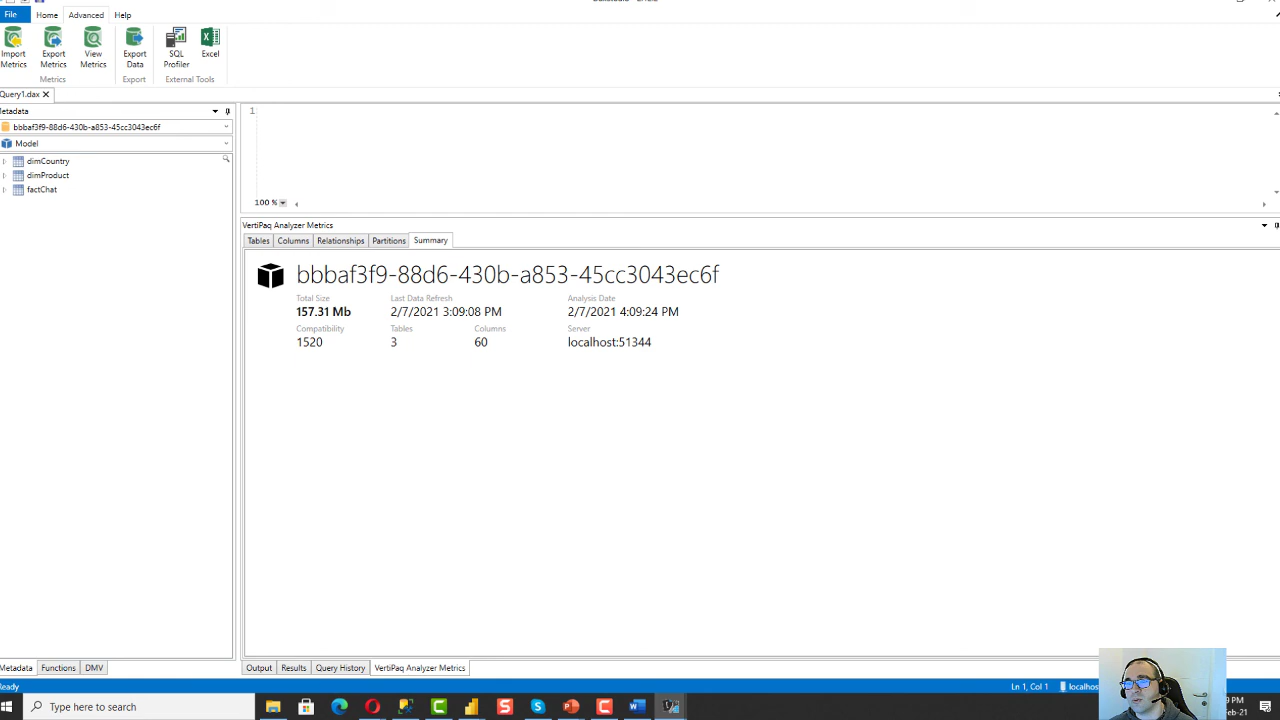 File Home Advanced Help
Import Metrics
Export Metrics
View Metrics
Export Data
SQL Profiler
Excel
Metrics Export External Tools
Query1.dax
Metadata
bbbaf3f9-88d6-430b-a853-45cc3043ec6f
Model
dimCountry
dimProduct
factChat
1
100 %
VertiPaq Analyzer Metrics
Tables Columns Relationships Partitions Summary
bbbaf3f9-88d6-430b-a853-45cc3043ec6f
Total Size Last Data Refresh Analysis Date
157.31 Mb 2/7/2021 3:09:08 PM 2/7/2021 4:09:24 PM
Compatibility Tables Columns Server
1520 3 60 localhost:51344
Metadata Functions DMV
Output Results Query History VertiPaq Analyzer Metrics
Ready Ln 1, Col 1 localhos
Type here to search
9 PM
Feb-21